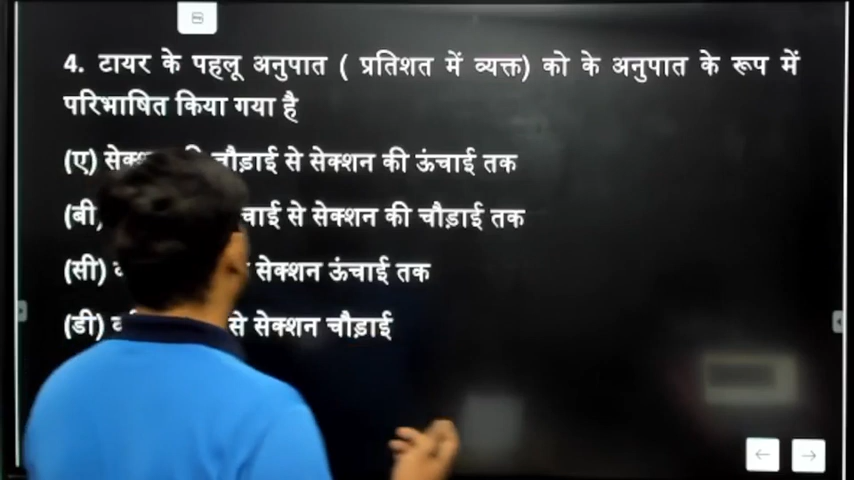 4. टायर के पहलू अनुपात ( प्रतिशत में व्यक्त) को के अनुपात के रूप में
परिभाषित किया गया है
(ए) चौड़ाई से सेक्शन की ऊंचाई तक
(बी) से सेक्शन की चौड़ाई तक
(सी) सेक्शन ऊंचाई तक
(डी) से सेक्शन चौड़ाई